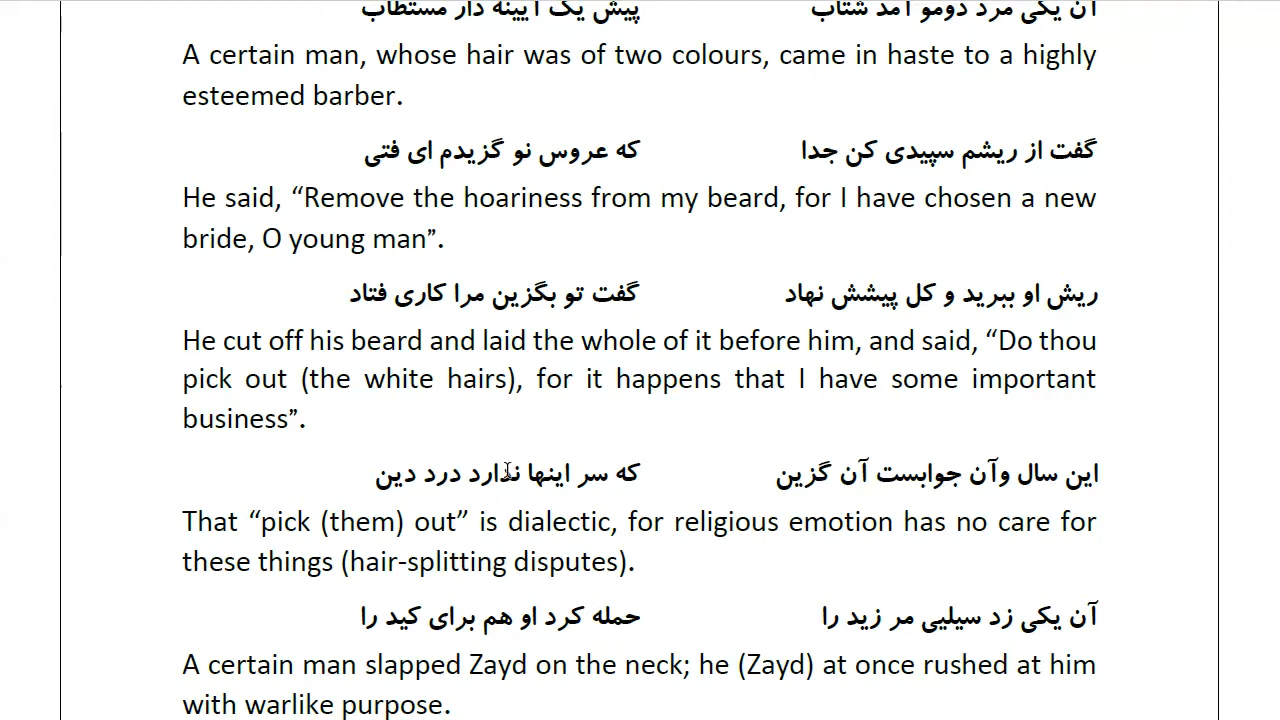 آن یکی مرد دومو آمد شتاب پیش یک آیینه دار مستطاب
A certain man, whose hair was of two colours, came in haste to a highly
esteemed barber.
گفت از ریشم سپیدی کن جدا که عروس نو گزیدم ای فتی
He said, “Remove the hoariness from my beard, for I have chosen a new
bride, O young man”.
ریش او ببرید و کل پیشش نهاد گفت تو بگزین مرا کاری فتاد
He cut off his beard and laid the whole of it before him, and said, “Do thou
pick out (the white hairs), for it happens that I have some important
business”.
این سال وآن جوابست آن گزین که سر اینها ندارد درد دین
That “pick (them) out” is dialectic, for religious emotion has no care for
these things (hair-splitting disputes).
آن یکی زد سیلیی مر زید را حمله کرد او هم برای کید را
A certain man slapped Zayd on the neck; he (Zayd) at once rushed at him
with warlike purpose.